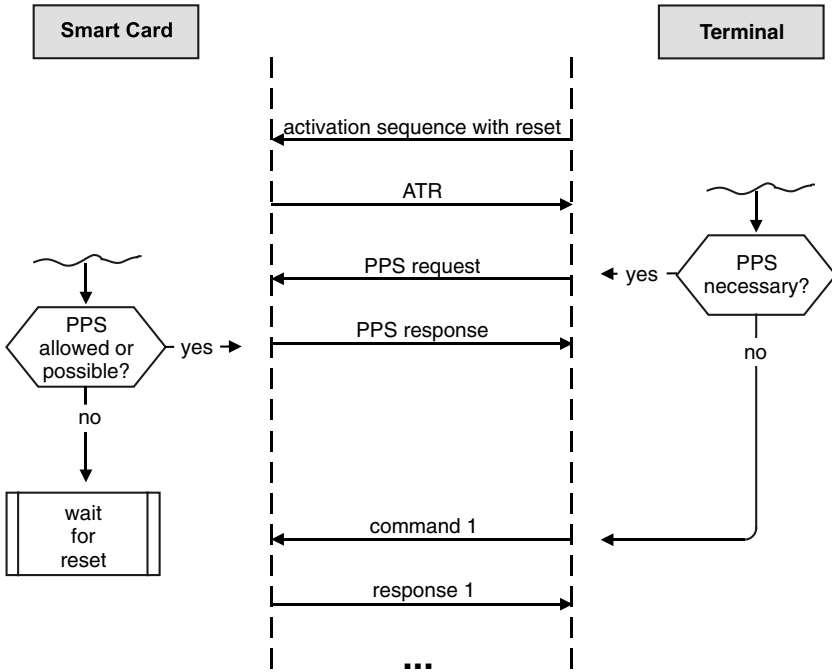 Smart Card
Terminal
activation sequence with reset
ATR
PPS request
yes
PPS
necessary?
PPS
allowed or
possible?
yes
PPS response
no
no
wait
for
reset
command 1
response 1
...